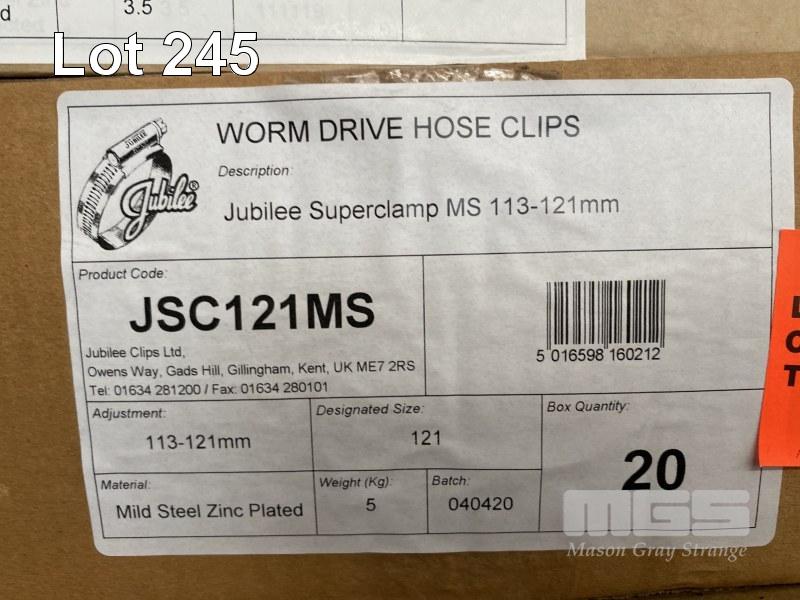 d
3.5
Lot 245
JUBILEE
Jubilee®
WORM DRIVE HOSE CLIPS
Description:
Jubilee Superclamp MS 113-121mm
Product Code:
JSC121MS
Jubilee Clips Ltd,
Owens Way, Gads Hill, Gillingham, Kent, UK ME7 2RS
Tel: 01634 281200 / Fax: 01634 280101
5 016598 160212
Adjustment:
113-121mm
Designated Size:
121
Box Quantity:
20
Material:
Mild Steel Zinc Plated
Weight (Kg):
5
Batch:
040420
MGS
Mason Gray Strange